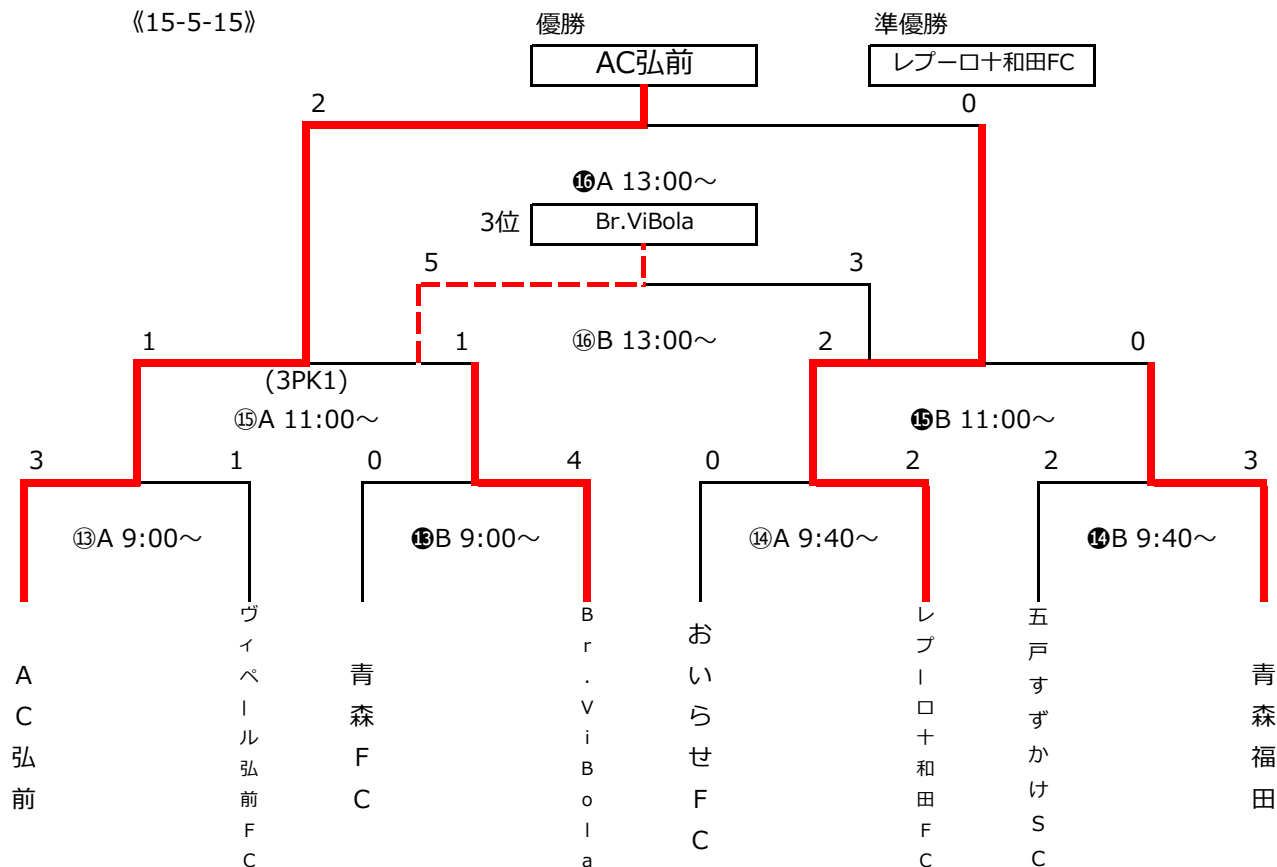 《15-5-15》
優勝
準優勝
AC弘前
レプーロ十和田FC
2
0
⓰A 13:00～
3位
Br.ViBola
5
3
⑯B 13:00～
1
1
2
0
(3PK1)
⑮A 11:00～
⓯B 11:00～
3
1
0
4
0
2
2
3
⑬A 9:00～
⓭B 9:00～
⑭A 9:40～
⓮B 9:40～
AC弘前
ヴィペール弘前FC
青森FC
Br.ViBola
おいらせFC
レプーロ十和田FC
五戸すずかけSC
青森福田